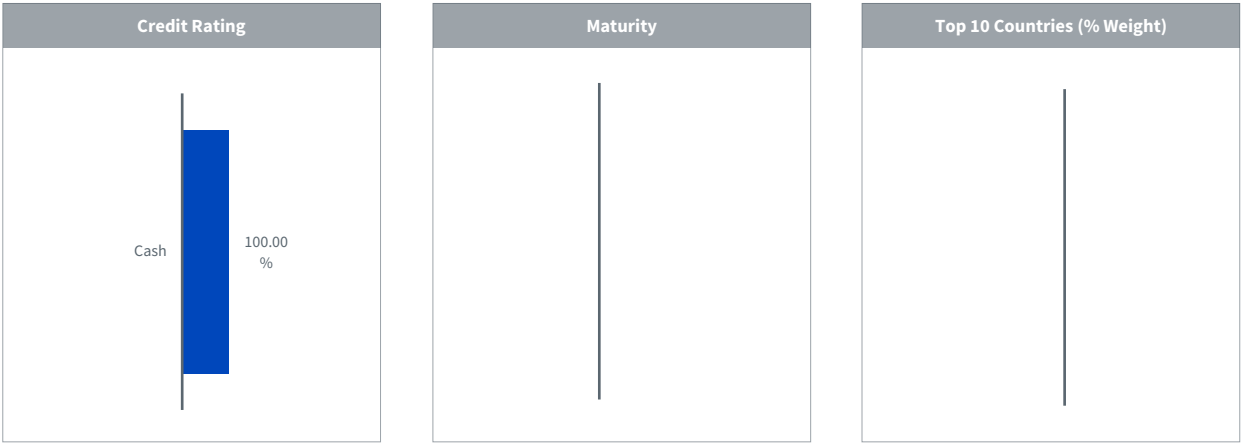 Credit Rating
Maturity
Top 10 Countries (% Weight)
Cash
100.00
%